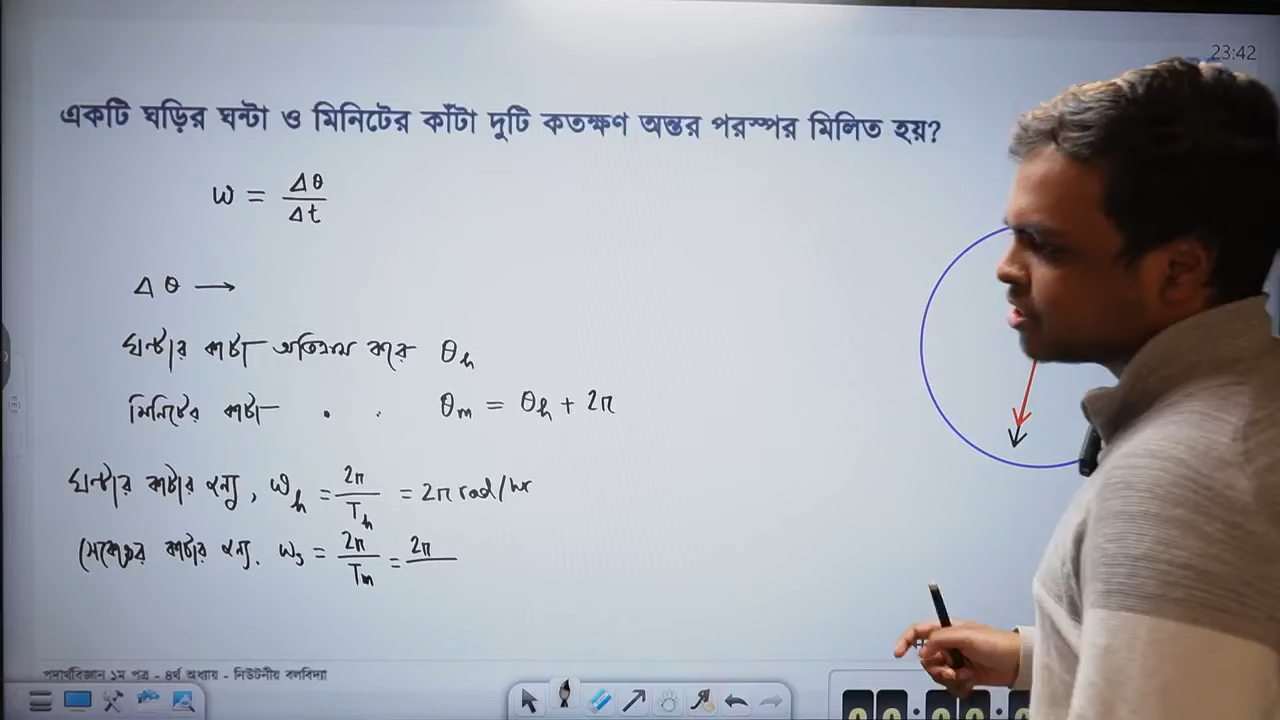 23:42
একটি ঘড়ির ঘন্টা ও মিনিটের কাঁটা দুটি কতক্ষণ অন্তর পরস্পর মিলিত হয়?
ω = Δθ/Δt
Δθ →
ঘন্টার কাটা অতিক্রম করে θh
মিনিটের কাটা " " θm = θh + 2π
ঘন্টার কাটার জন্য, ωh = 2π/Th = 2π rad/hr
সেকেন্ডের কাটার জন্য. ωs = 2π/Tm = 2π
পদার্থবিজ্ঞান ১ম পত্র - ৪র্থ অধ্যায় - নিউটনীয় বলবিদ্যা